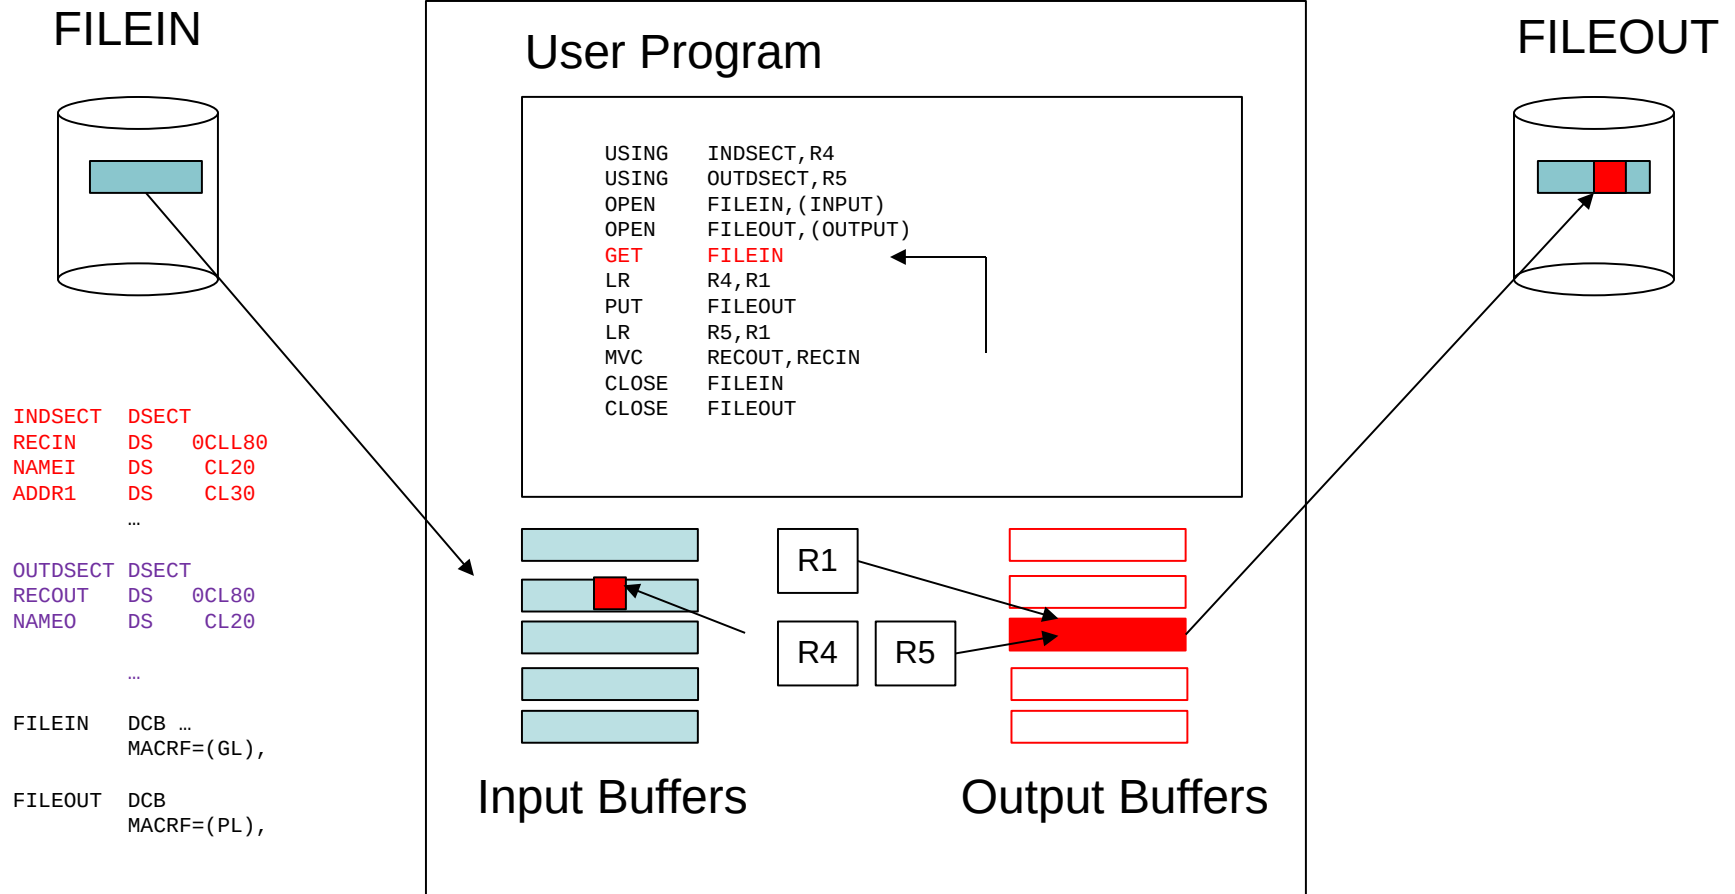 FILEIN
User Program
FILEOUT
USING INDSECT,R4
USING OUTDSECT,R5
OPEN FILEIN,(INPUT)
OPEN FILEOUT,(OUTPUT)
GET FILEIN
LR R4,R1
PUT FILEOUT
LR R5,R1
MVC RECOUT,RECIN
CLOSE FILEIN
CLOSE FILEOUT
INDSECT DSECT
RECIN DS 0CLL80
NAMEI DS CL20
ADDR1 DS CL30
…
OUTDSECT DSECT
RECOUT DS 0CL80
NAMEO DS CL20
…
FILEIN DCB …
MACRF=(GL),
FILEOUT DCB
MACRF=(PL),
R1
R4
R5
Input Buffers
Output Buffers